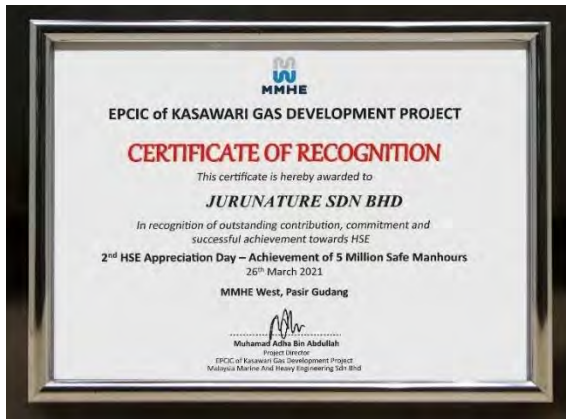 MMHE
EPCIC of KASAWARI GAS DEVELOPMENT PROJECT
CERTIFICATE OF RECOGNITION
This certificate is hereby awarded to
JURUNATURE SDN BHD
In recognition of outstanding contribution, commitment and
successful achievement towards HSE
2nd HSE Appreciation Day – Achievement of 5 Million Safe Manhours
26th March 2021
MMHE West, Pasir Gudang
Muhamad Adha Bin Abdullah
Project Director
EPCIC of Kasawari Gas Development Project
Malaysia Marine And Heavy Engineering Sdn Bhd